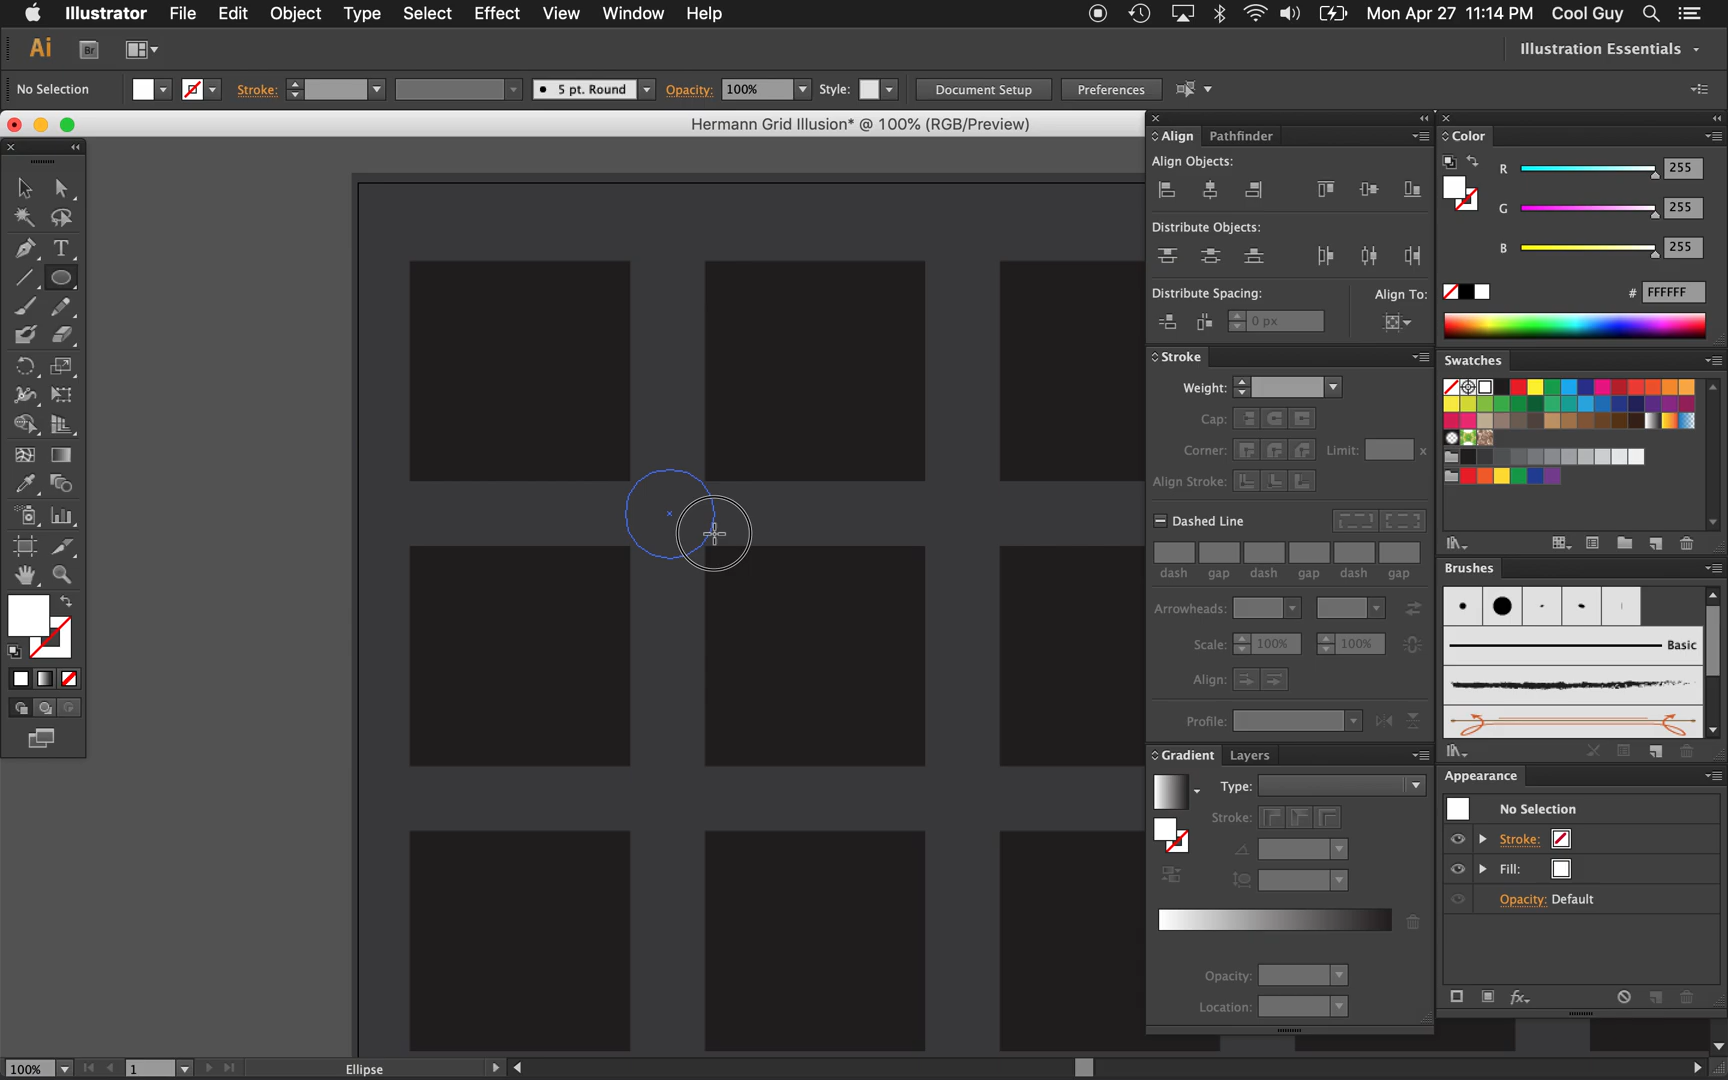 Illustrator File Edit Object Type Select Effect View Window Help Mon Apr 27 11:14 PM Cool Guy
Ai Br Illustration Essentials
No Selection Stroke: 5 pt. Round Opacity: 100% Style: Document Setup Preferences
Hermann Grid Illusion* @ 100% (RGB/Preview)
Align Pathfinder
Align Objects:
Distribute Objects:
Distribute Spacing: Align To:
0 px
Stroke
Weight:
Cap:
Corner: Limit: x
Align Stroke:
Dashed Line
dash gap dash gap dash gap
Arrowheads:
Scale: 100% 100%
Align:
Profile:
Gradient Layers
Type:
Stroke:
Opacity:
Location:
Color
R 255
G 255
B 255
# FFFFFF
Swatches
Brushes
Basic
Appearance
No Selection
Stroke:
Fill:
Opacity: Default
fx
T
100% 1 Ellipse